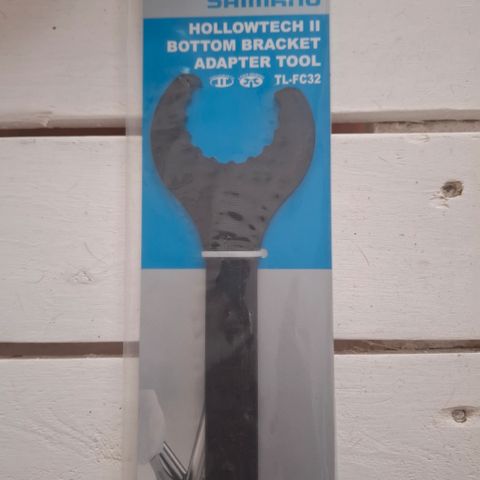 SHIMANO
HOLLOWTECH II
BOTTOM BRACKET
ADAPTER TOOL
TL-FC32